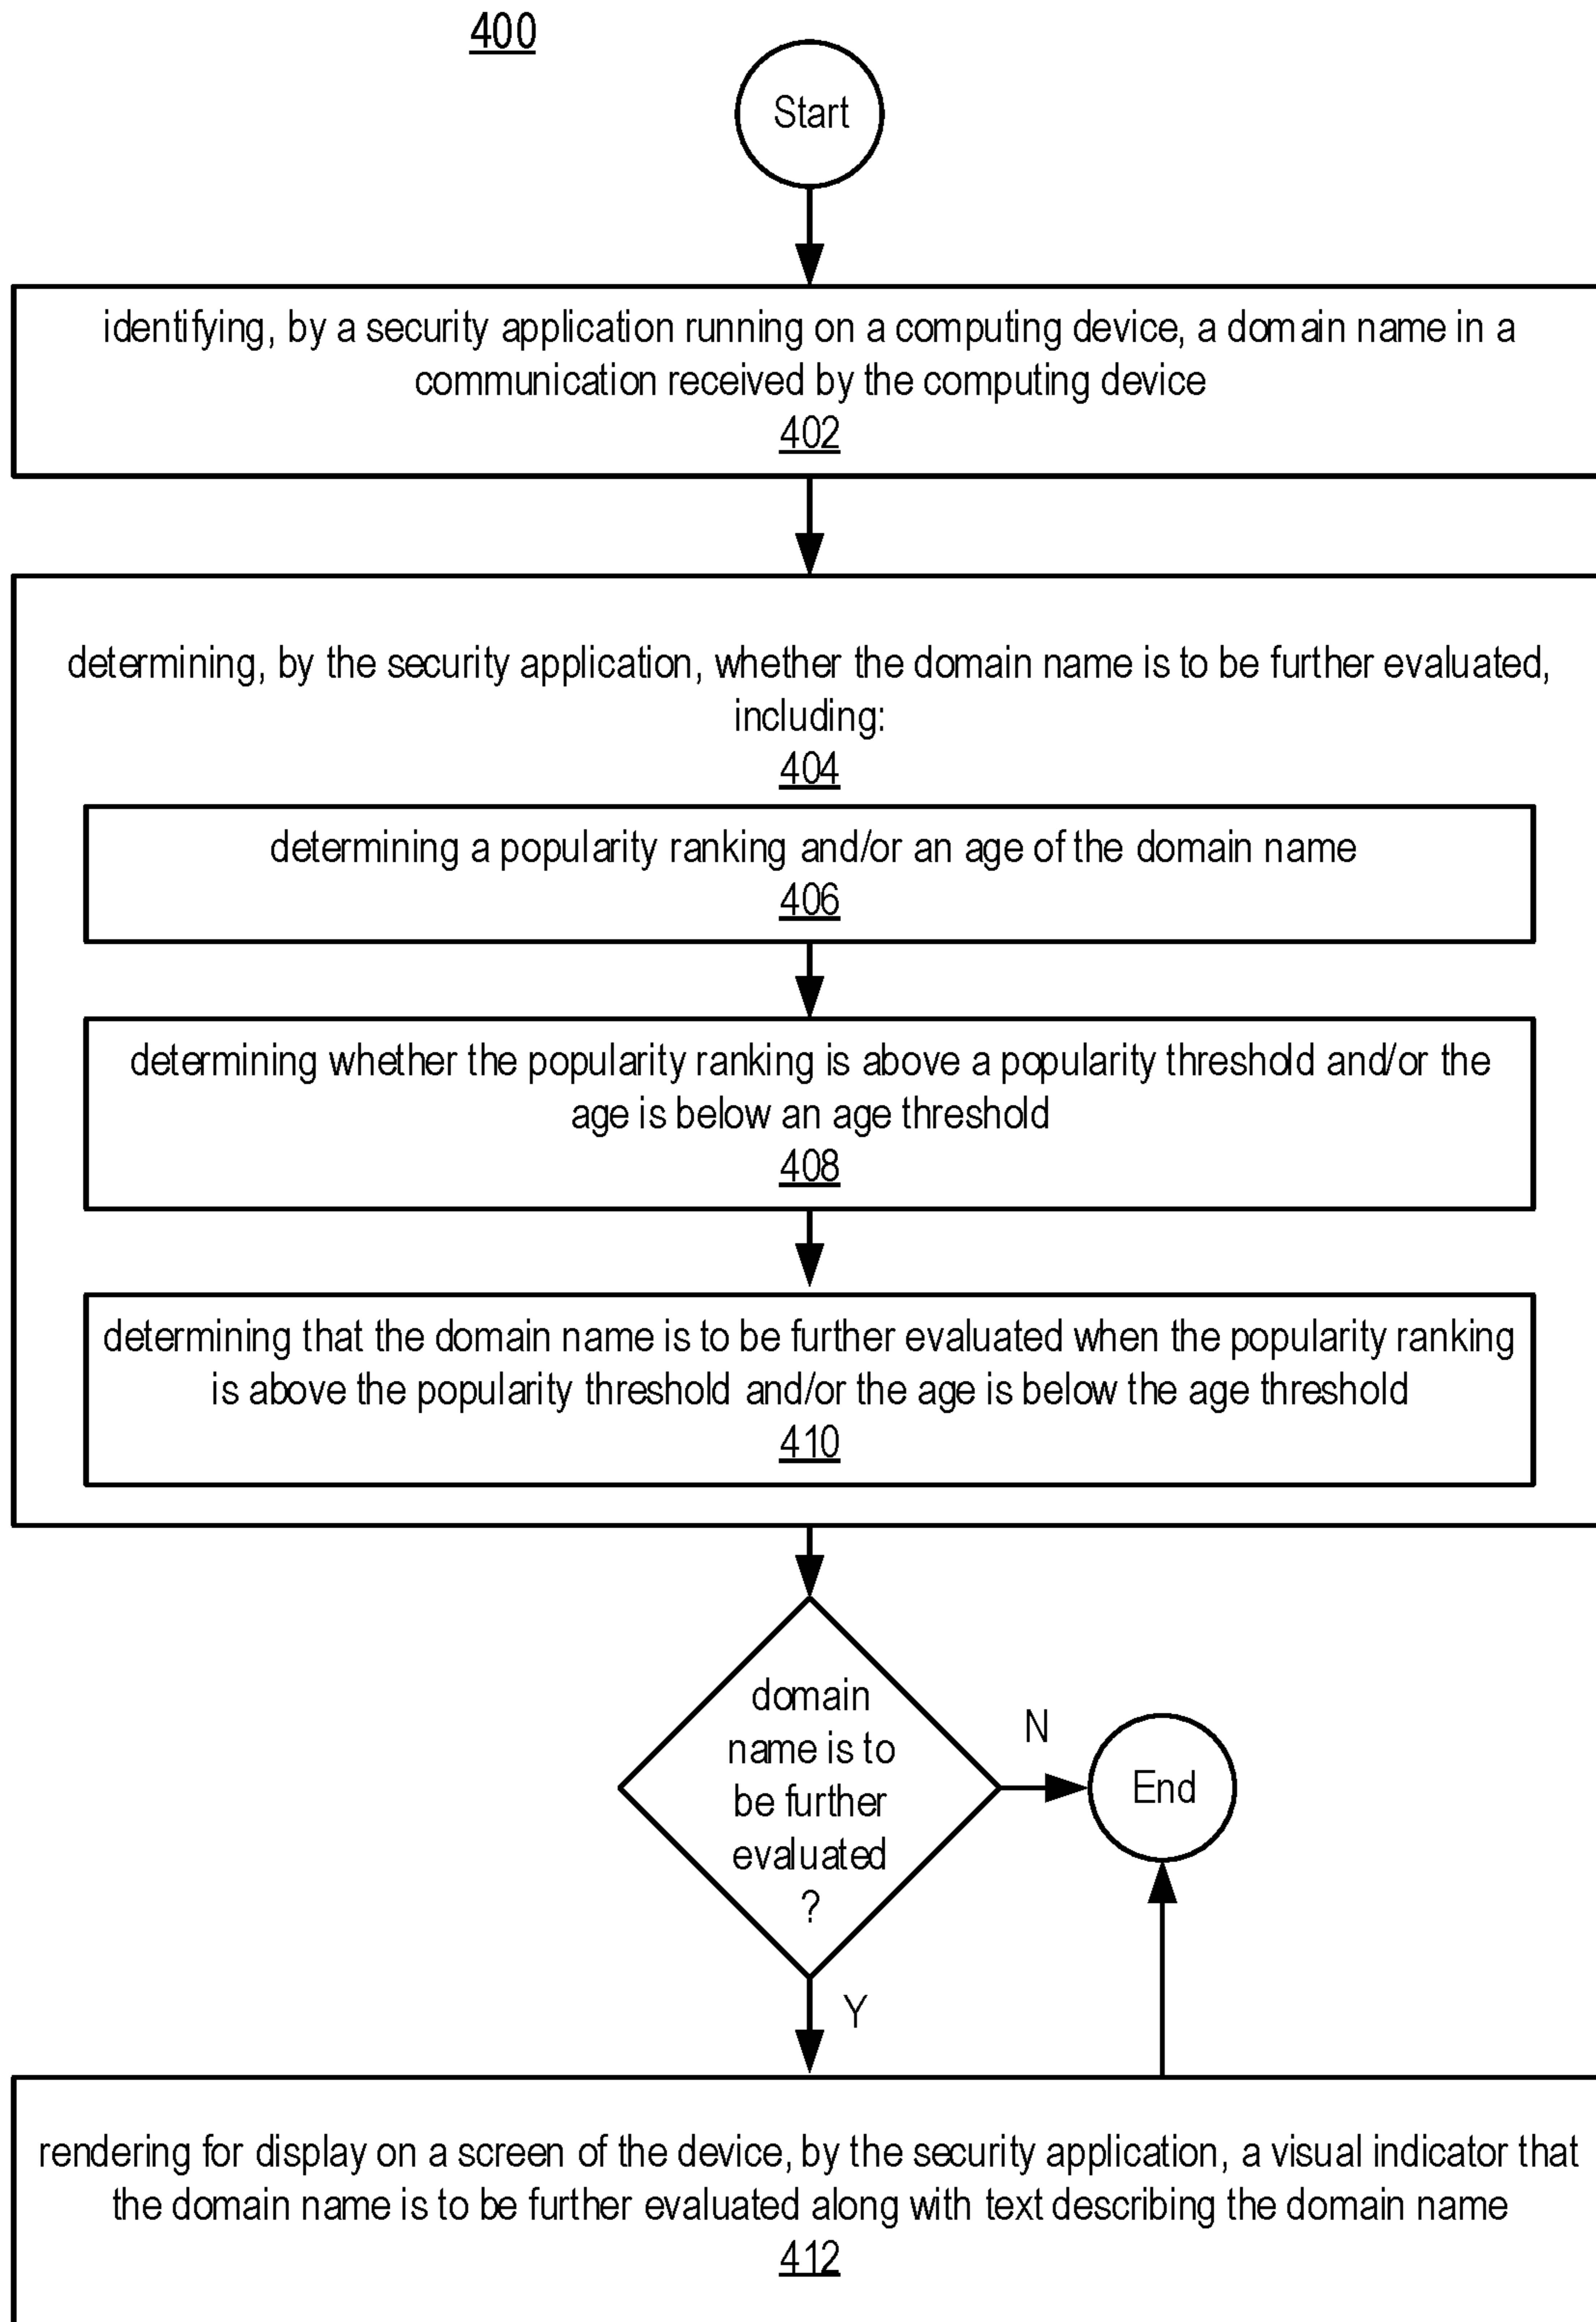 400
Start
identifying, by a security application running on a computing device, a domain name in a
communication received by the computing device
402
determining, by the security application, whether the domain name is to be further evaluated,
including:
404
determining a popularity ranking and/or an age of the domain name
406
determining whether the popularity ranking is above a popularity threshold and/or the
age is below an age threshold
408
determining that the domain name is to be further evaluated when the popularity ranking
is above the popularity threshold and/or the age is below the age threshold
410
domain
name is to
be further
evaluated
?
N
End
Y
rendering for display on a screen of the device, by the security application, a visual indicator that
the domain name is to be further evaluated along with text describing the domain name
412